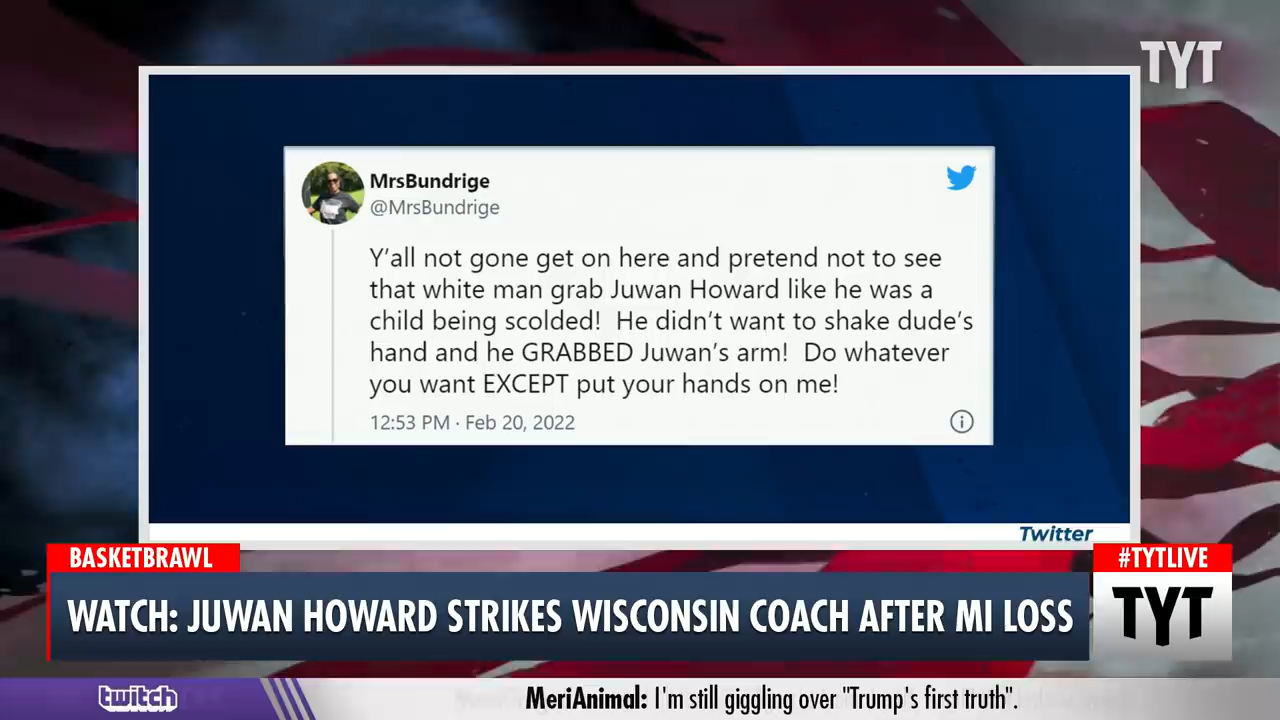 TYT
MrsBundrige
@MrsBundrige
Y'all not gone get on here and pretend not to see
that white man grab Juwan Howard like he was a
child being scolded!  He didn't want to shake dude's
hand and he GRABBED Juwan's arm!  Do whatever
you want EXCEPT put your hands on me!
12:53 PM · Feb 20, 2022
Twitter
BASKETBRAWL
#TYTLIVE
WATCH: JUWAN HOWARD STRIKES WISCONSIN COACH AFTER MI LOSS
TYT
twitch
MeriAnimal: I'm still giggling over "Trump's first truth".